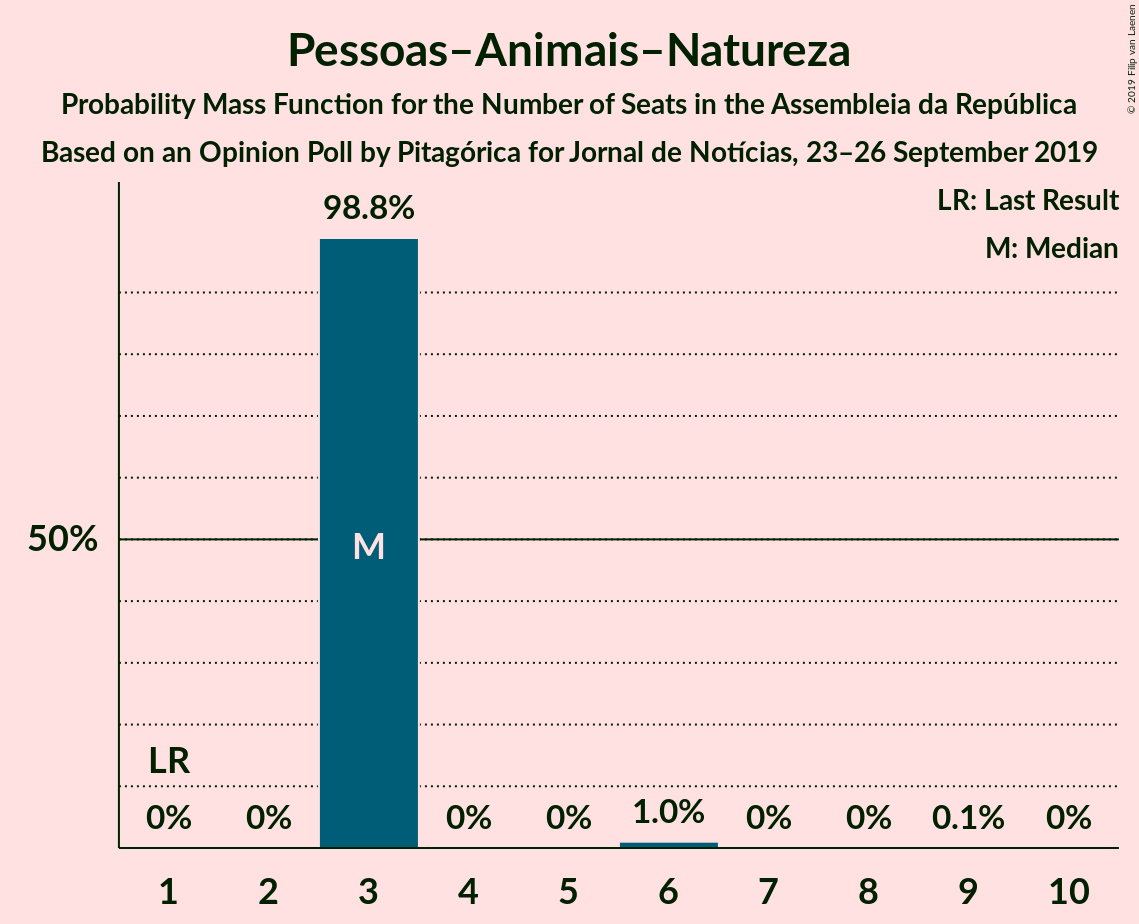 Pessoas–Animais–Natureza
Probability Mass Function for the Number of Seats in the Assembleia da República
Based on an Opinion Poll by Pitagórica for Jornal de Notícias, 23–26 September 2019
© 2019 Filip van Laenen
LR: Last Result
M: Median
98.8%
50%
M
LR
0% 0% 0% 0% 1.0% 0% 0% 0.1% 0%
1 2 3 4 5 6 7 8 9 10